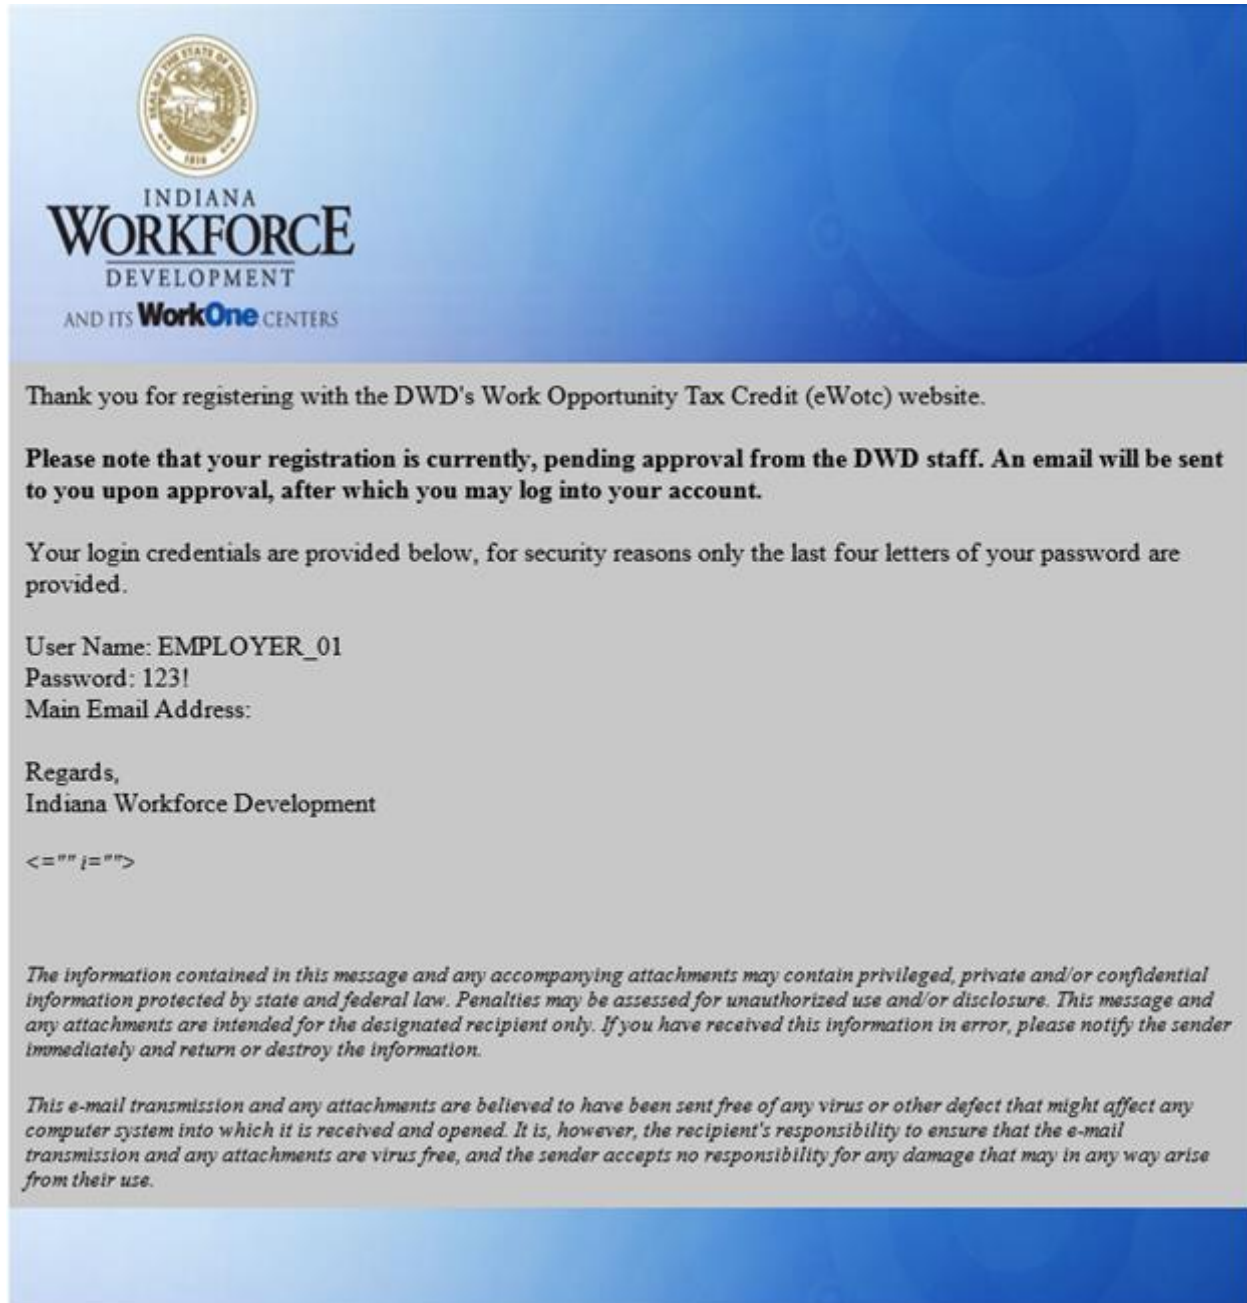 SEAL OF THE STATE OF INDIANA
1816
INDIANA
WORKFORCE
DEVELOPMENT
AND ITS WorkOne CENTERS
Thank you for registering with the DWD's Work Opportunity Tax Credit (eWotc) website.
Please note that your registration is currently, pending approval from the DWD staff. An email will be sent
to you upon approval, after which you may log into your account.
Your login credentials are provided below, for security reasons only the last four letters of your password are
provided.
User Name: EMPLOYER_01
Password: 123!
Main Email Address:
Regards,
Indiana Workforce Development
<="" i="">
The information contained in this message and any accompanying attachments may contain privileged, private and/or confidential
information protected by state and federal law. Penalties may be assessed for unauthorized use and/or disclosure. This message and
any attachments are intended for the designated recipient only. If you have received this information in error, please notify the sender
immediately and return or destroy the information.
This e-mail transmission and any attachments are believed to have been sent free of any virus or other defect that might affect any
computer system into which it is received and opened. It is, however, the recipient's responsibility to ensure that the e-mail
transmission and any attachments are virus free, and the sender accepts no responsibility for any damage that may in any way arise
from their use.